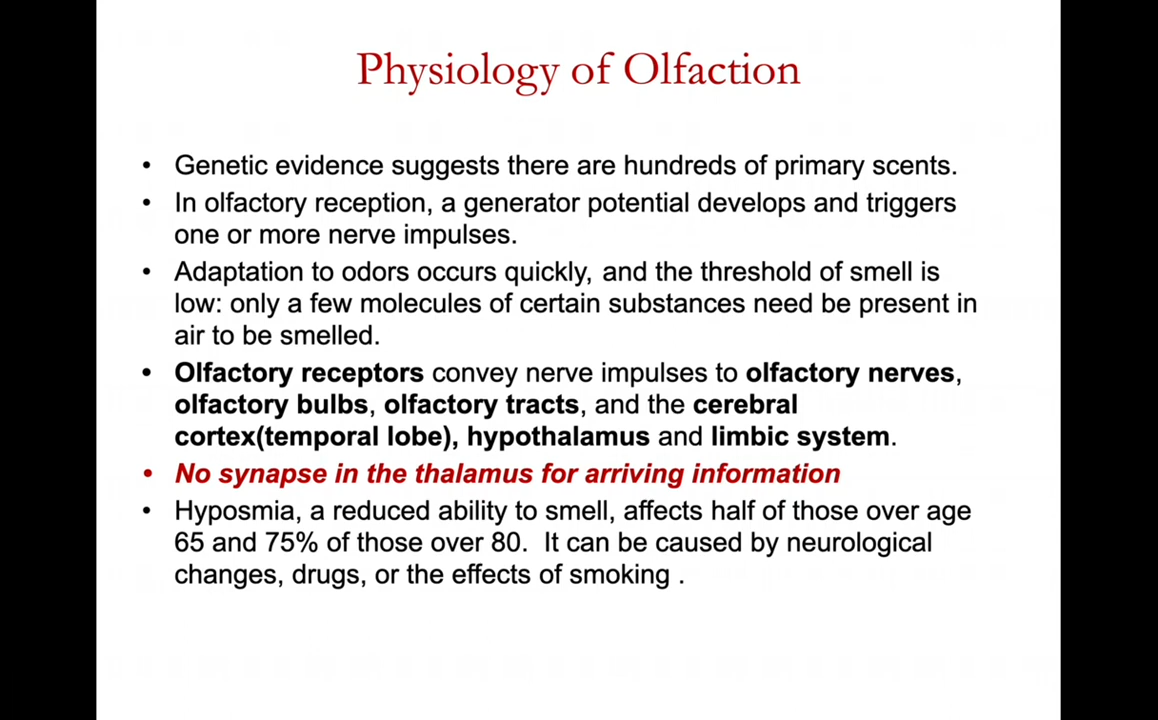 Physiology of Olfaction
• Genetic evidence suggests there are hundreds of primary scents.
• In olfactory reception, a generator potential develops and triggers
one or more nerve impulses.
• Adaptation to odors occurs quickly, and the threshold of smell is
low: only a few molecules of certain substances need be present in
air to be smelled.
• Olfactory receptors convey nerve impulses to olfactory nerves,
olfactory bulbs, olfactory tracts, and the cerebral
cortex(temporal lobe), hypothalamus and limbic system.
• No synapse in the thalamus for arriving information
• Hyposmia, a reduced ability to smell, affects half of those over age
65 and 75% of those over 80.  It can be caused by neurological
changes, drugs, or the effects of smoking .